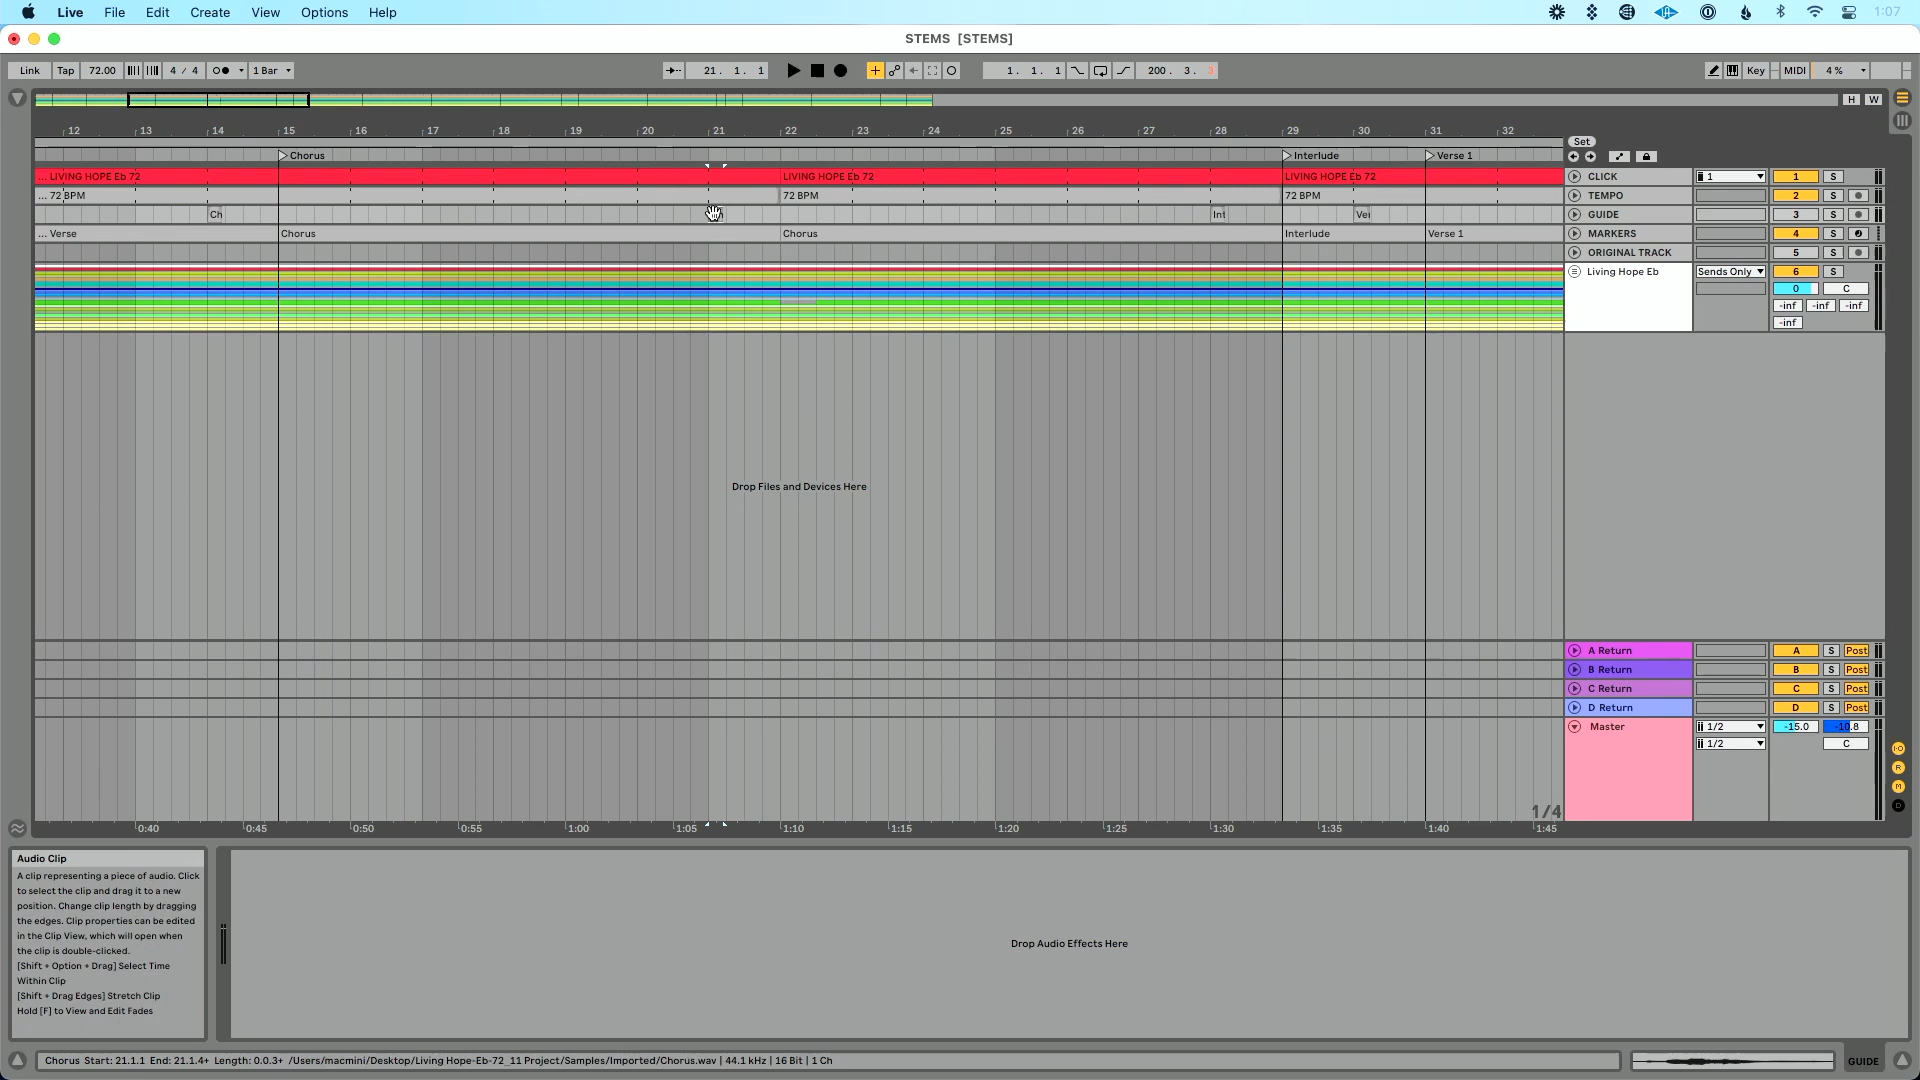 Live File Edit Create View Options Help 1:07
STEMS [STEMS]
Link Tap 72.00 4 / 4 1 Bar 21. 1. 1 1. 1. 1 200. 3. 3 Key MIDI 4 %
H W
12 13 14 15 16 17 18 19 20 21 22 23 24 25 26 27 28 29 30 31 32
Set
Chorus Interlude Verse 1
... LIVING HOPE Eb 72 LIVING HOPE Eb 72 LIVING HOPE Eb 72 CLICK 1 1 S
... 72 BPM 72 BPM 72 BPM TEMPO 2 S
Ch Int Ver GUIDE 3 S
... Verse Chorus Chorus Interlude Verse 1 MARKERS 4 S
ORIGINAL TRACK 5 S
Living Hope Eb Sends Only 6 S
0 C
-inf -inf -inf
-inf
Drop Files and Devices Here
A Return A S Post
B Return B S Post
C Return C S Post
D Return D S Post
Master 1/2 -15.0 -10.8
1/2 C
1/4
0:40 0:45 0:50 0:55 1:00 1:05 1:10 1:15 1:20 1:25 1:30 1:35 1:40 1:45
Audio Clip
A clip representing a piece of audio. Click
to select the clip and drag it to a new
position. Change clip length by dragging
the edges. Clip properties can be edited
in the Clip View, which will open when
the clip is double-clicked.
[Shift + Option + Drag] Select Time
Within Clip
[Shift + Drag Edges] Stretch Clip
Hold [F] to View and Edit Fades
Drop Audio Effects Here
Chorus Start: 21.1.1 End: 21.1.4+ Length: 0.0.3+ /Users/macmini/Desktop/Living Hope-Eb-72_11 Project/Samples/Imported/Chorus.wav | 44.1 kHz | 16 Bit | 1 Ch
GUIDE